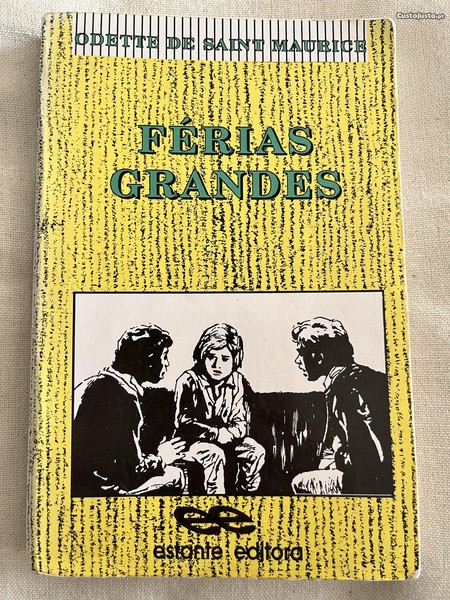 CustoJusto.pt
ODETTE DE SAINT MAURICE
FÉRIAS
GRANDES
estante editora